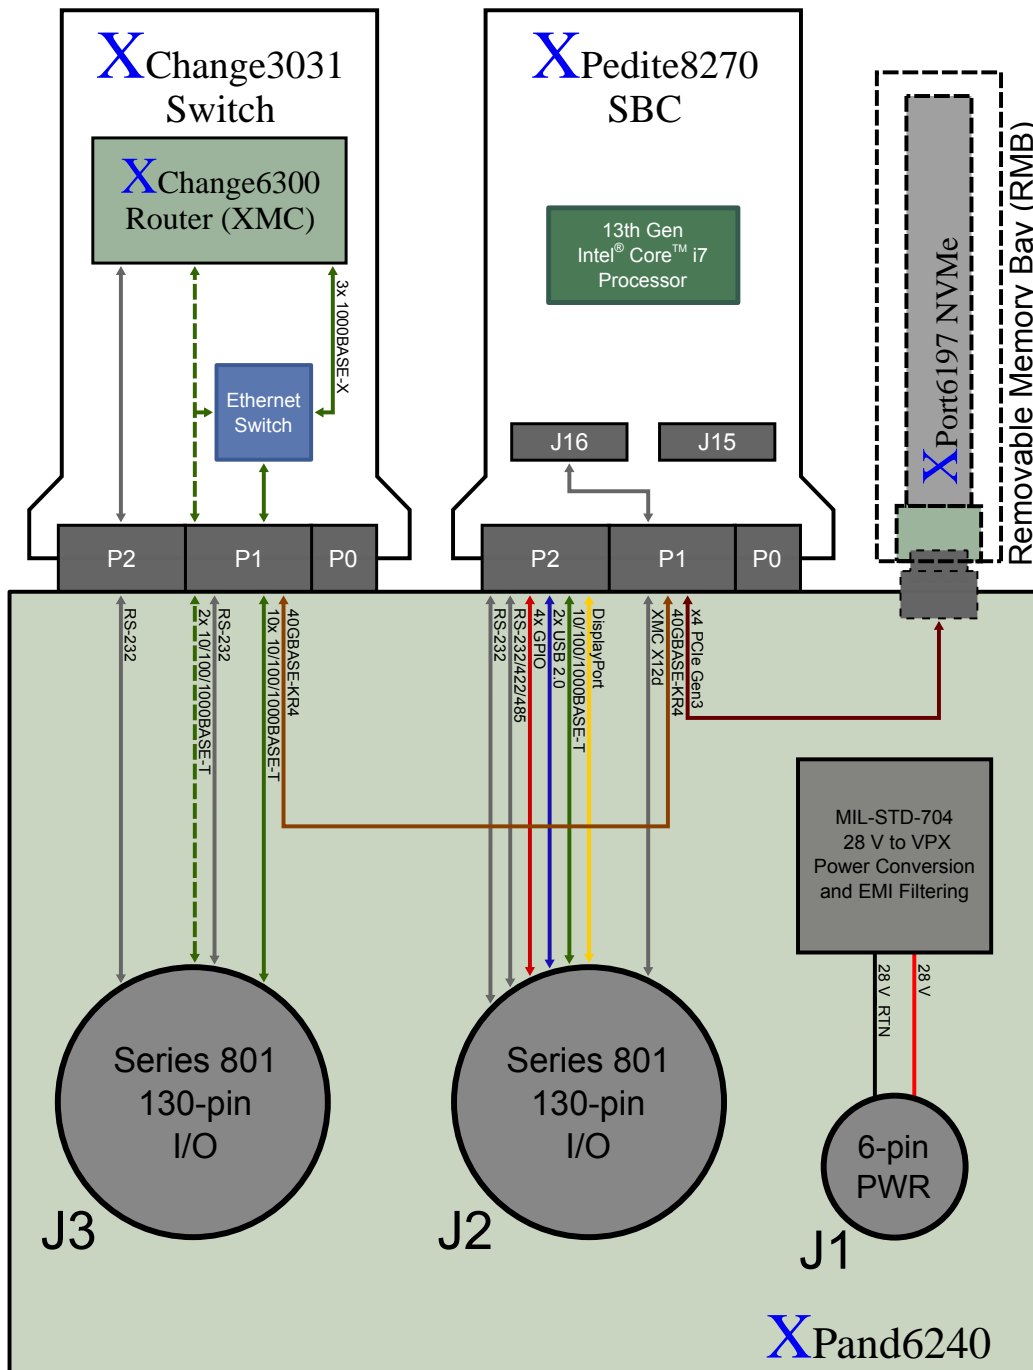 XChange3031
Switch
XChange6300
Router (XMC)
3x 1000BASE-X
Ethernet
Switch
P2
P1
P0
XPedite8270
SBC
13th Gen
Intel® Core™ i7
Processor
J16
J15
P2
P1
P0
XPort6197 NVMe
Removable Memory Bay (RMB)
RS-232
2x 10/100/1000BASE-T
RS-232
10x 10/100/1000BASE-T
40GBASE-KR4
RS-232
RS-232/422/485
4x GPIO
2x USB 2.0
10/100/1000BASE-T
DisplayPort
XMC X12d
40GBASE-KR4
x4 PCIe Gen3
MIL-STD-704
28 V to VPX
Power Conversion
and EMI Filtering
28 V RTN
28 V
Series 801
130-pin
I/O
J3
Series 801
130-pin
I/O
J2
6-pin
PWR
J1
XPand6240